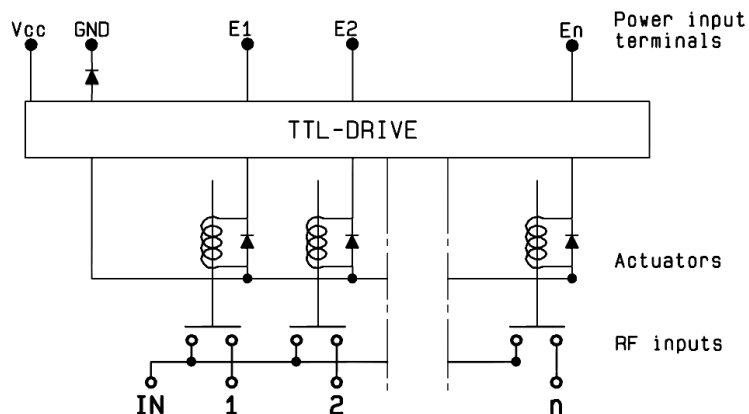 Vcc GND E1 E2 En Power input
terminals
TTL-DRIVE
Actuators
RF inputs
IN 1 2 n